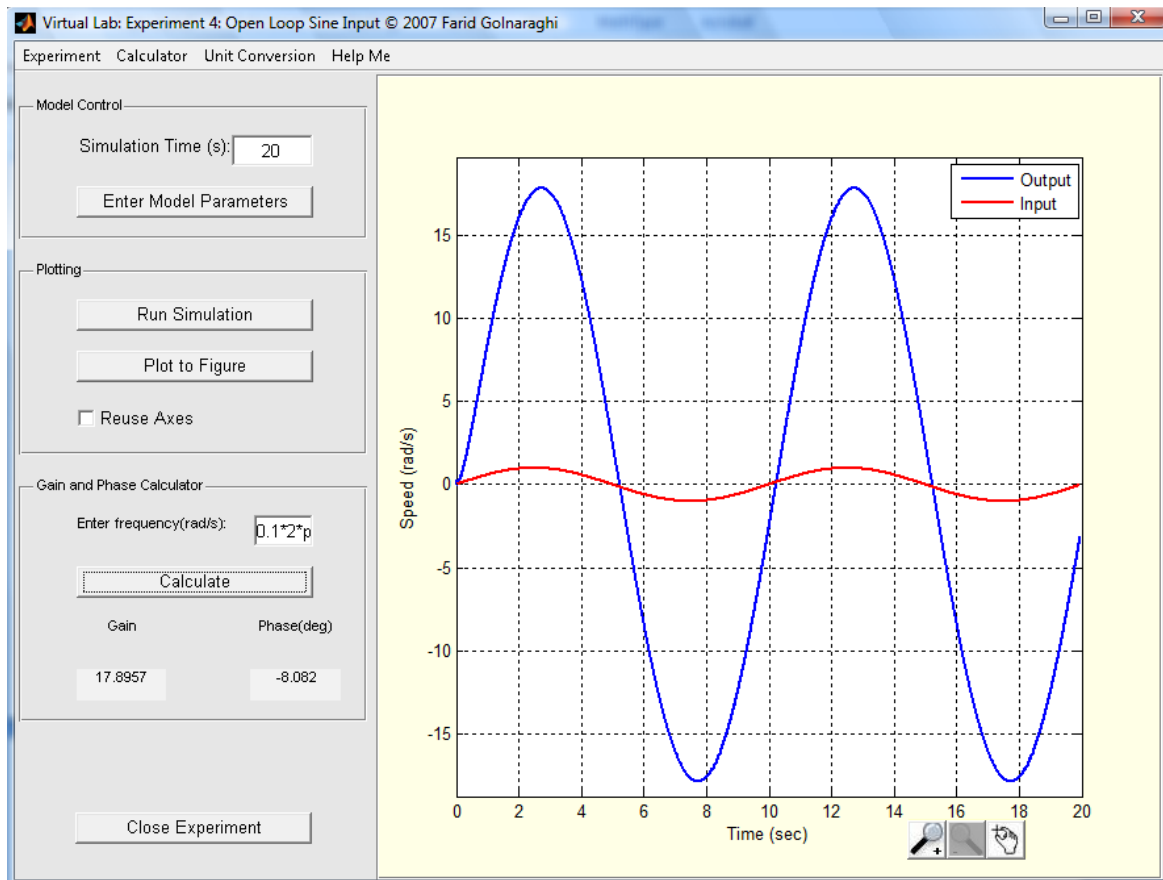 Virtual Lab: Experiment 4: Open Loop Sine Input © 2007 Farid Golnaraghi
Experiment Calculator Unit Conversion Help Me
Model Control
Simulation Time (s): 20
Enter Model Parameters
Plotting
Run Simulation
Plot to Figure
Reuse Axes
Gain and Phase Calculator
Enter frequency(rad/s): 0.1*2*p
Calculate
Gain Phase(deg)
17.8957 -8.082
Close Experiment
Output
Input
15
10
5
0
-5
-10
-15
Speed (rad/s)
0 2 4 6 8 10 12 14 16 18 20
Time (sec)